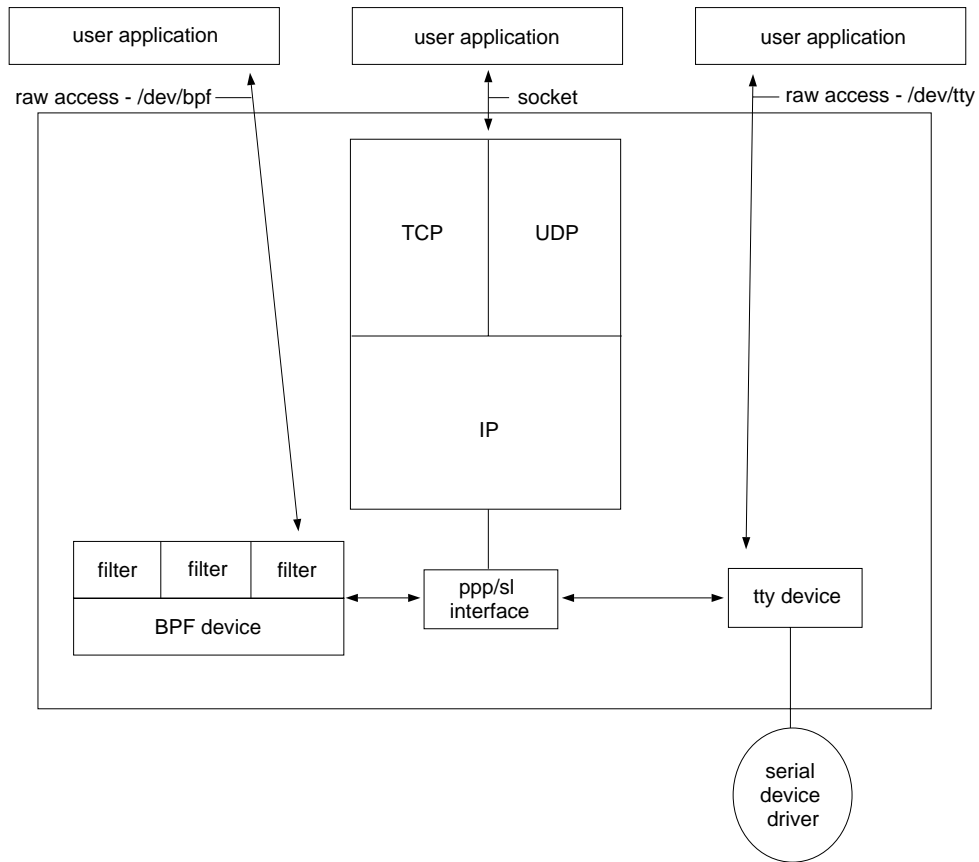 user application
user application
user application
raw access - /dev/bpf
socket
raw access - /dev/tty
TCP
UDP
IP
filter
filter
filter
BPF device
ppp/sl
interface
tty device
serial
device
driver